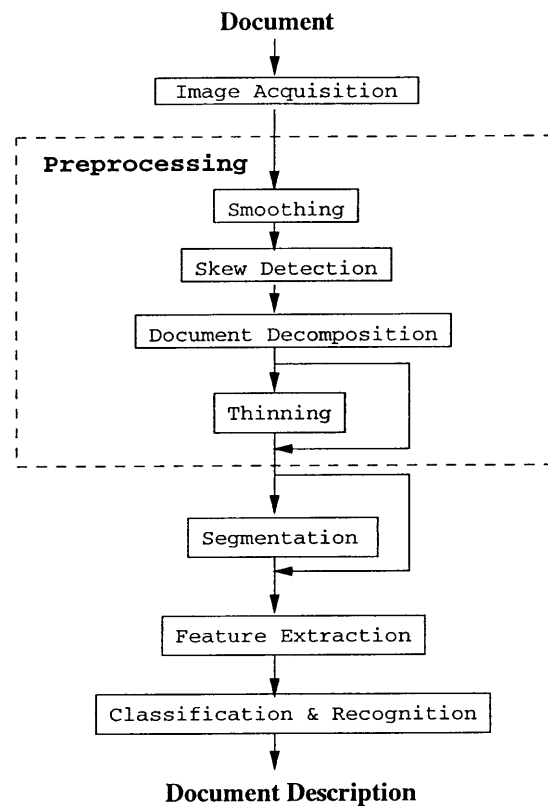 Document
Image Acquisition
Preprocessing
Smoothing
Skew Detection
Document Decomposition
Thinning
Segmentation
Feature Extraction
Classification & Recognition
Document Description